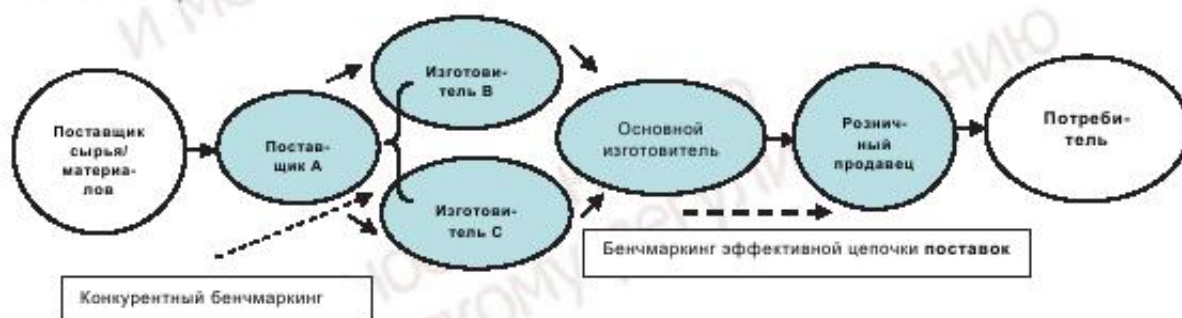 Поставщик
сырья/
материа-
лов
Постав-
щик А
Изготови-
тель В
Изготови-
тель С
Основной
изготовитель
Рознич-
ный
продавец
Потреби-
тель
Конкурентный бенчмаркинг
Бенчмаркинг эффективной цепочки поставок